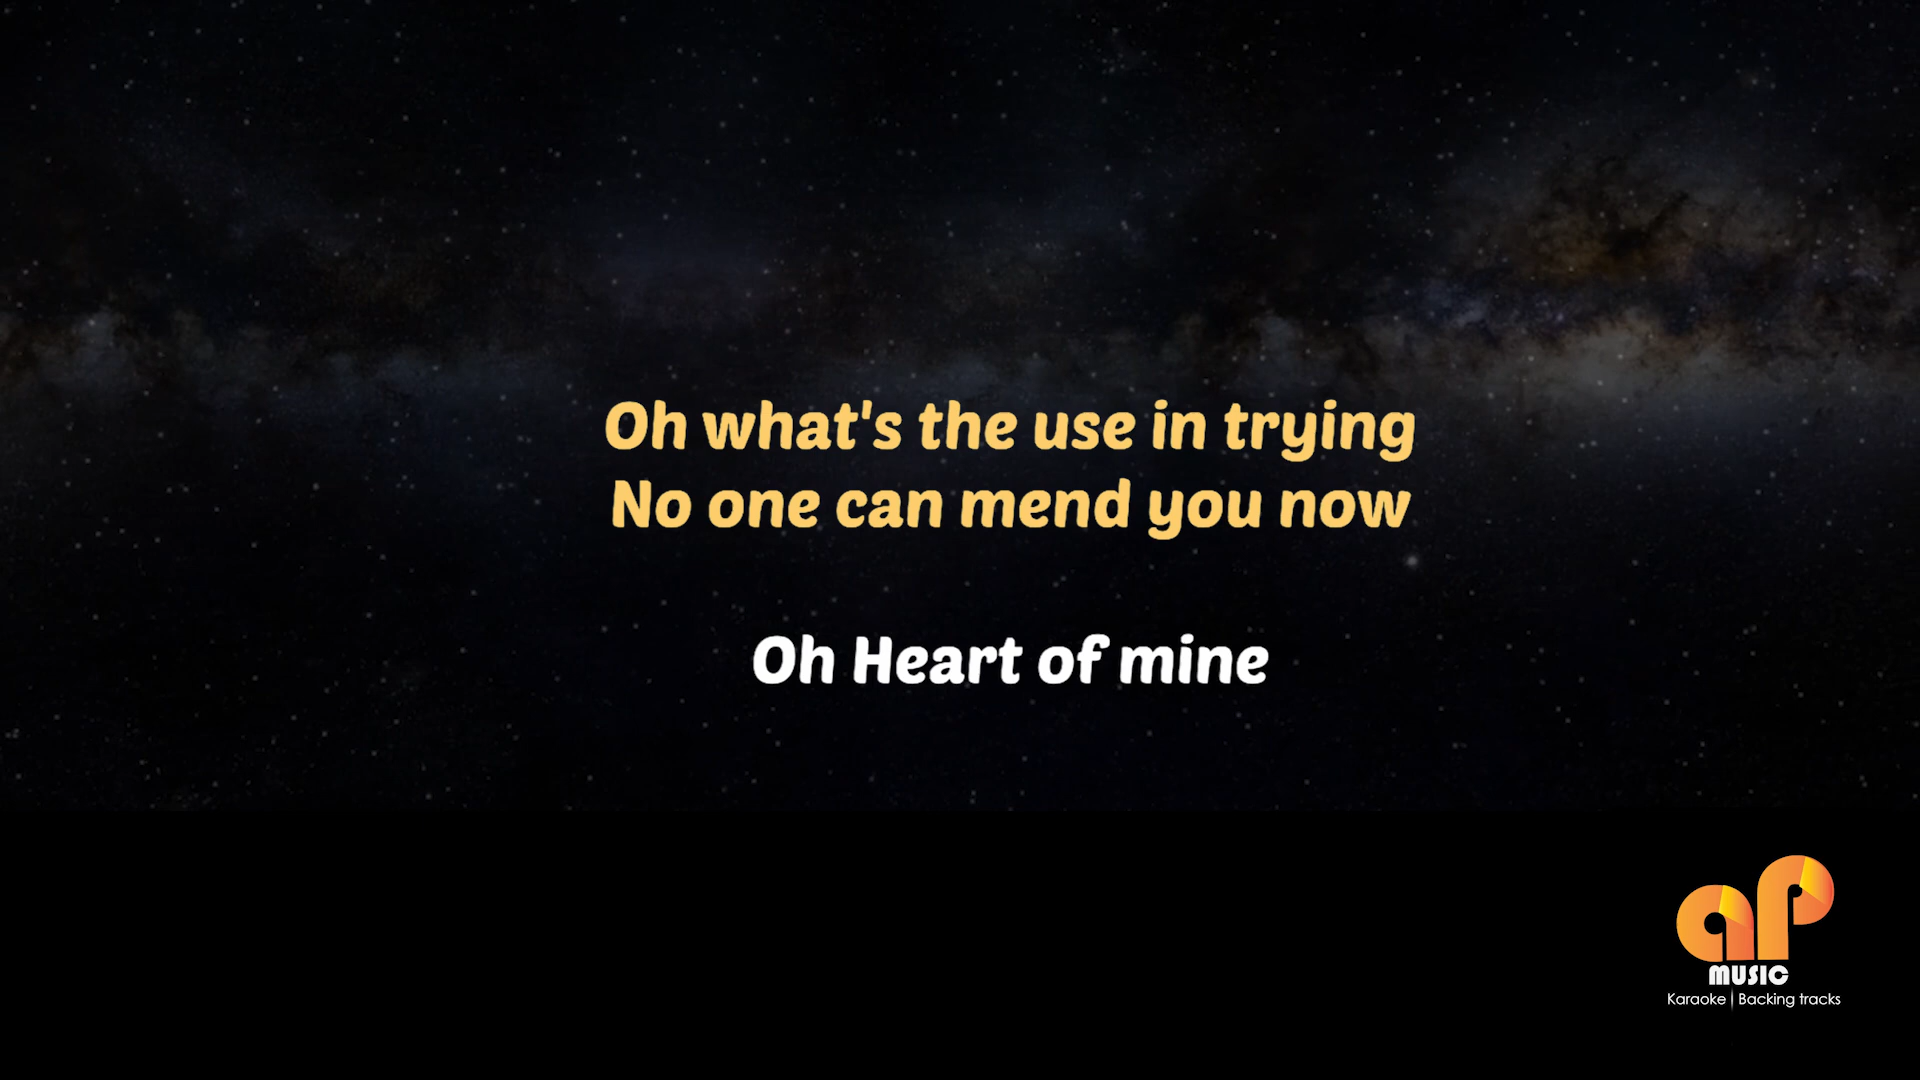 Oh what's the use in trying
No one can mend you now
Oh Heart of mine
ap
MUSIC
Karaoke | Backing tracks